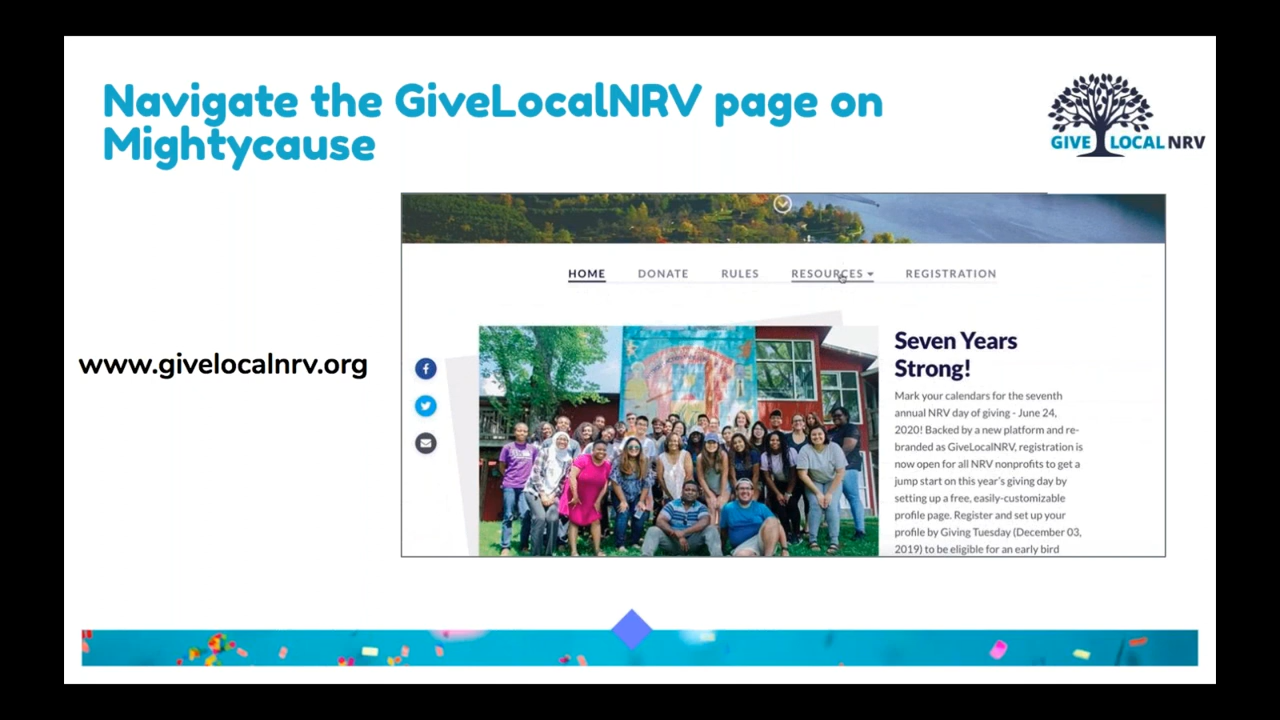 Navigate the GiveLocalNRV page on
Mightycause
GIVE LOCAL NRV
www.givelocalnrv.org
HOME DONATE RULES RESOURCES REGISTRATION
Seven Years
Strong!
Mark your calendars for the seventh
annual NRV day of giving - June 24,
2020! Backed by a new platform and re-
branded as GiveLocalNRV, registration is
now open for all NRV nonprofits to get a
jump start on this year's giving day by
setting up a free, easily-customizable
profile page. Register and set up your
profile by Giving Tuesday (December 03,
2019) to be eligible for an early bird